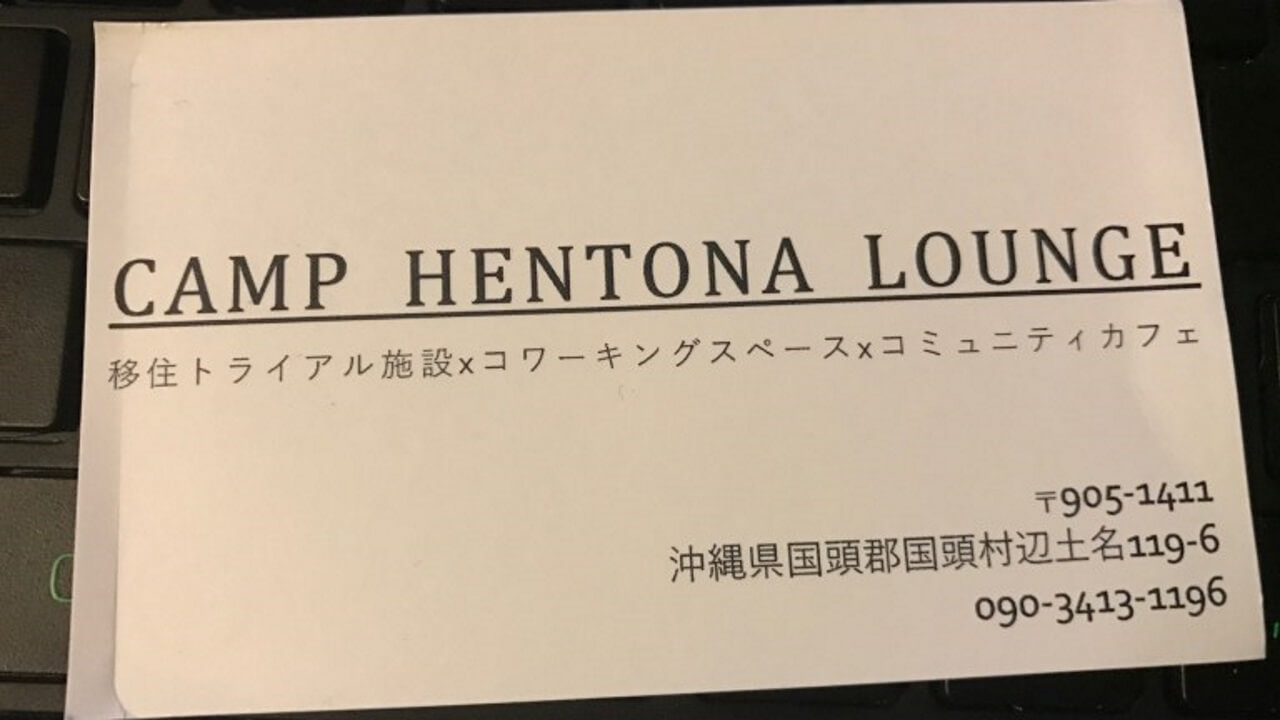 CAMP HENTONA LOUNGE
移住トライアル施設xコワーキングスペースxコミュニティカフェ
〒905-1411
沖縄県国頭郡国頭村辺土名119-6
090-3413-1196